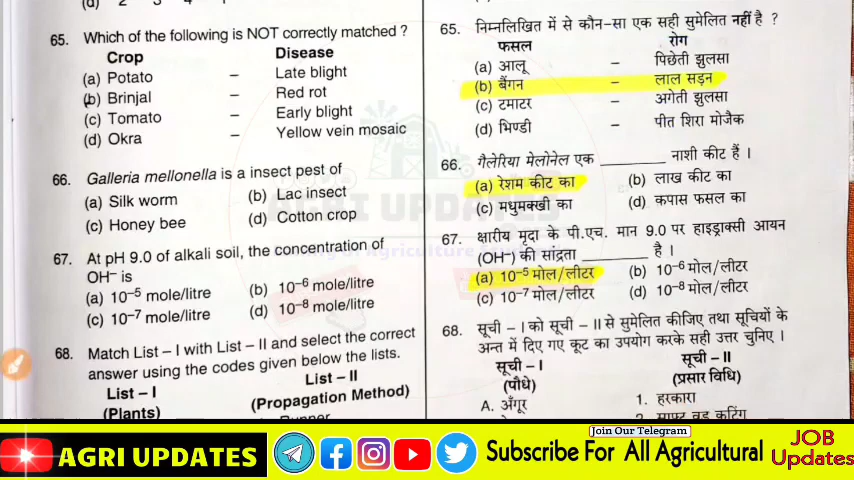 65. Which of the following is NOT correctly matched ?
Crop Disease
(a) Potato – Late blight
(b) Brinjal – Red rot
(c) Tomato – Early blight
(d) Okra – Yellow vein mosaic
66. Galleria mellonella is a insect pest of
(a) Silk worm (b) Lac insect
(c) Honey bee (d) Cotton crop
67. At pH 9.0 of alkali soil, the concentration of
OH⁻ is
(a) 10⁻⁵ mole/litre (b) 10⁻⁶ mole/litre
(c) 10⁻⁷ mole/litre (d) 10⁻⁸ mole/litre
68. Match List – I with List – II and select the correct
answer using the codes given below the lists.
List – I List – II
(Plants) (Propagation Method)
65. निम्नलिखित में से कौन-सा एक सही सुमेलित नहीं है ?
फसल रोग
(a) आलू – पिछेती झुलसा
(b) बैंगन – लाल सड़न
(c) टमाटर – अगेती झुलसा
(d) भिण्डी – पीत शिरा मोजैक
66. गैलेरिया मेलोनेल एक ________ नाशी कीट हैं ।
(a) रेशम कीट का (b) लाख कीट का
(c) मधुमक्खी का (d) कपास फसल का
67. क्षारीय मृदा के पी.एच. मान 9.0 पर हाइड्राक्सी आयन
(OH⁻) की सांद्रता ________ है ।
(a) 10⁻⁵ मोल/लीटर (b) 10⁻⁶ मोल/लीटर
(c) 10⁻⁷ मोल/लीटर (d) 10⁻⁸ मोल/लीटर
68. सूची – I को सूची – II से सुमेलित कीजिए तथा सूचियों के
अन्त में दिए गए कूट का उपयोग करके सही उत्तर चुनिए ।
सूची – I सूची – II
(पौधे) (प्रसार विधि)
A. अँगूर 1. हरकारा
AGRI UPDATES
Join Our Telegram
Subscribe For All Agricultural
JOB
Updates